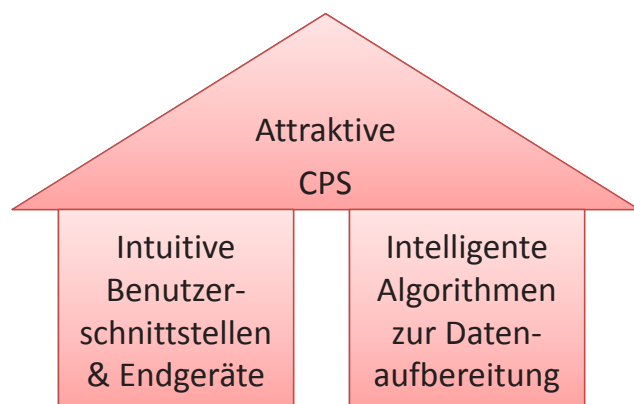 Attraktive
CPS
Intuitive
Benutzer-
schnittstellen
& Endgeräte
Intelligente
Algorithmen
zur Daten-
aufbereitung